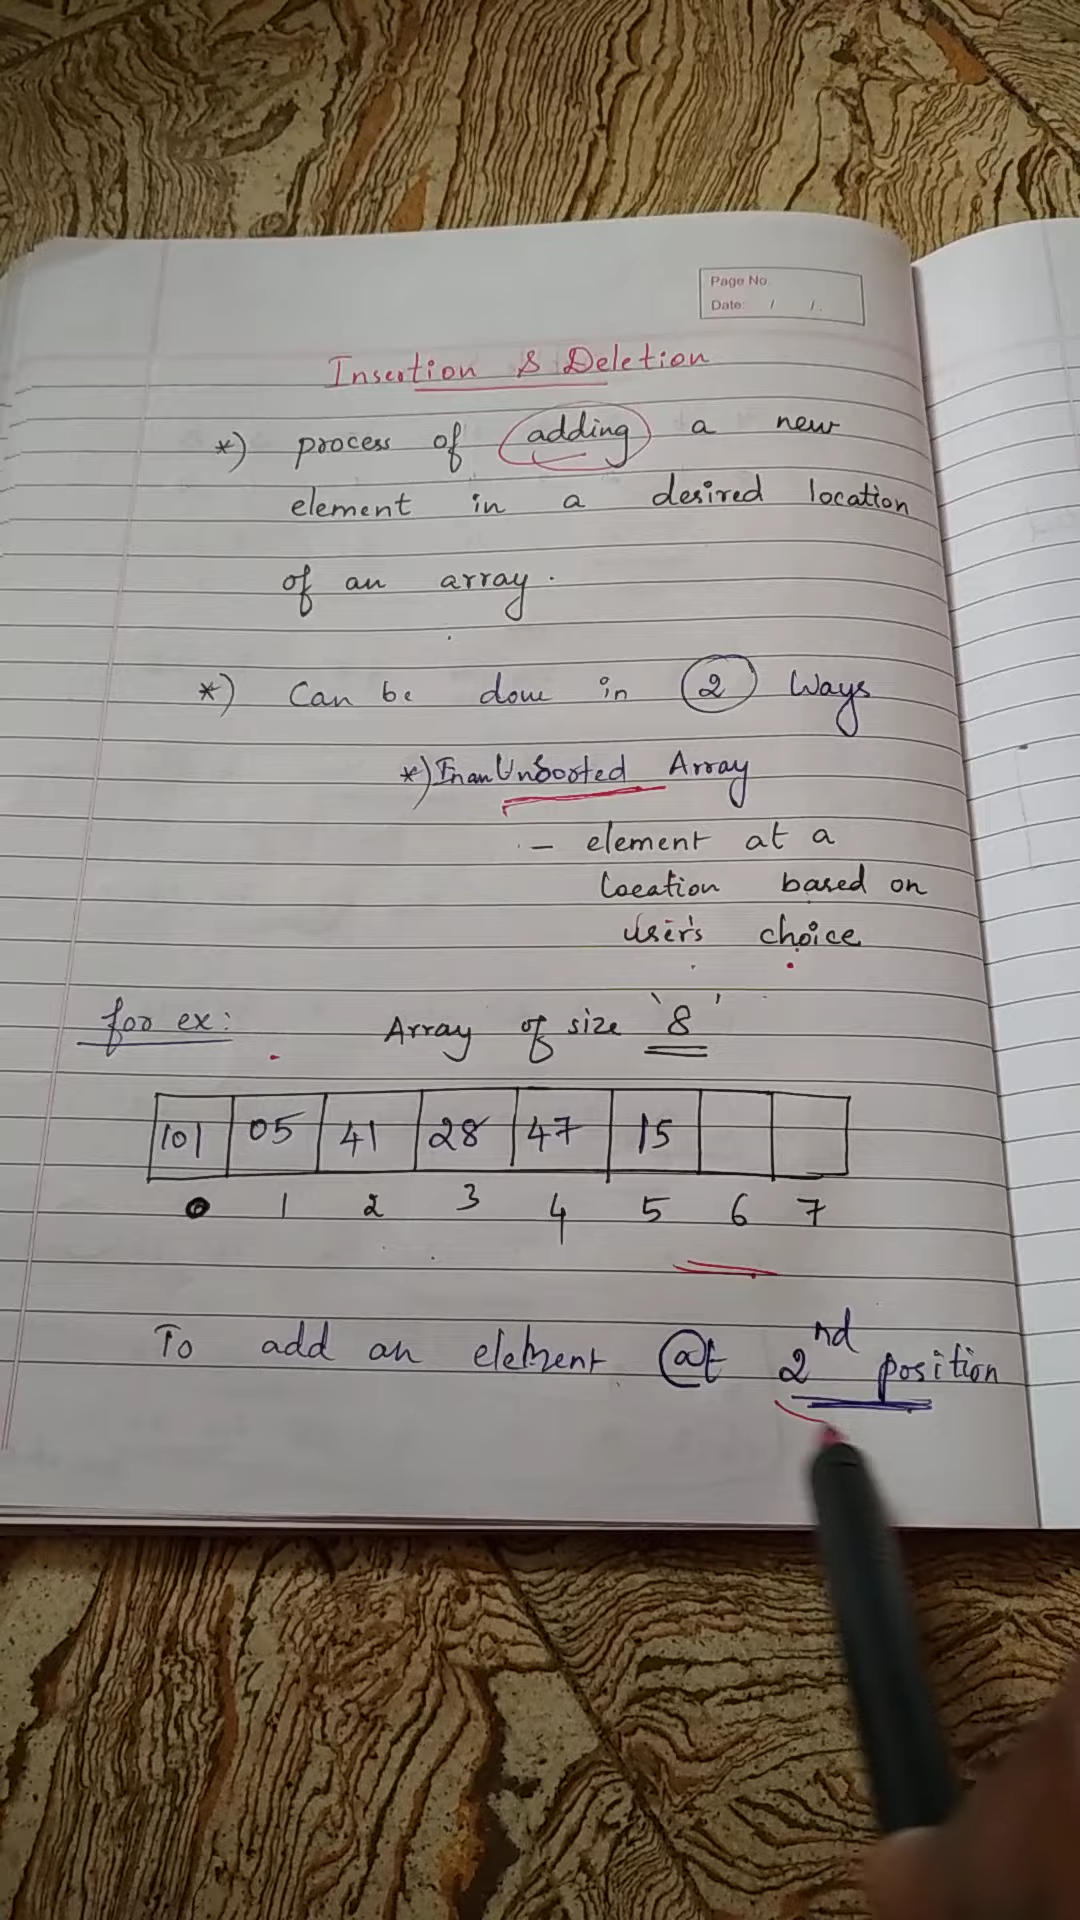 Page No.
Date: / /.
Insertion & Deletion
*) process of adding a new
element in a desired location
of an array.
*) Can be done in 2 Ways
*) In an UnSorted Array
- element at a
location based on
user's choice
for ex: Array of size '8'
101 05 41 28 47 15
0 1 2 3 4 5 6 7
To add an element @at 2nd position